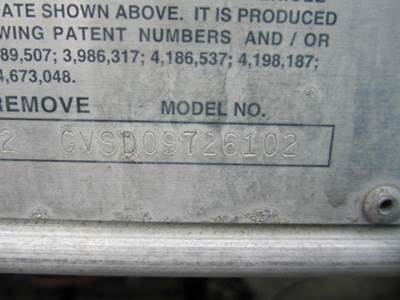 ATE SHOWN ABOVE. IT IS PRODUCED
WING PATENT NUMBERS AND / OR
89,507; 3,986,317; 4,186,537; 4,198,187;
4,673,048.
REMOVE MODEL NO.
2 GVSD09726102